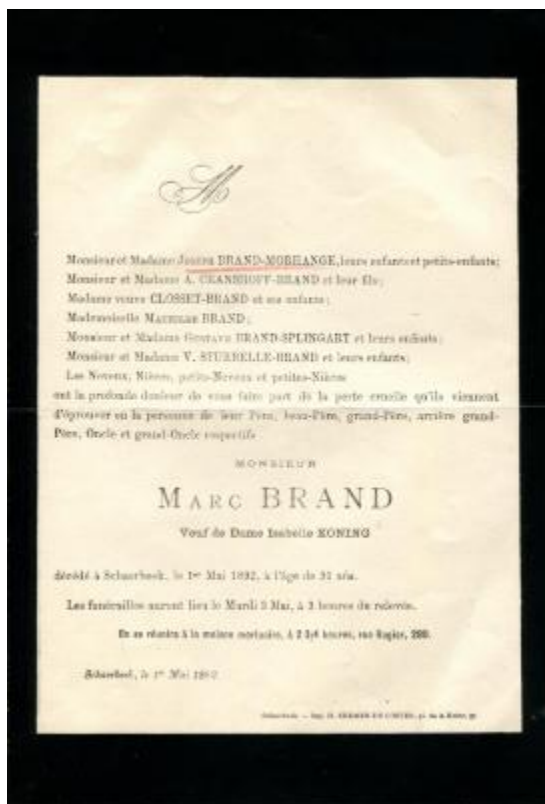 M
Monsieur et Madame Joseph BRAND-MORHANGE, leurs enfants et petits-enfants;
Monsieur et Madame A. -BRAND et leur fils;
Madame veuve CLOSSET-BRAND et ses enfants;
Mademoiselle Mathilde BRAND;
Monsieur et Madame Gustave BRAND-SPLINGART et leurs enfants;
Monsieur et Madame V. STURBELLE-BRAND et leurs enfants;
Les Neveux, Nièces, petits-Neveux et petites-Nièces
ont la profonde douleur de vous faire part de la perte cruelle qu'ils viennent
d'éprouver en la personne de leur Père, beau-Père, grand-Père, arrière grand-
Père, Oncle et grand-Oncle respectifs
MONSIEUR
MARC BRAND
Veuf de Dame Isabelle KONING
décédé à Schaerbeek, le 1er Mai 1892, à l'âge de 91 ans.
Les funérailles auront lieu le Mardi 3 Mai, à 3 heures de relevée.
On se réunira à la maison mortuaire, à 2 3/4 heures, rue Rogier, 
Schaerbeek, le 1er Mai 1892
Schaerbeek. — Imp.